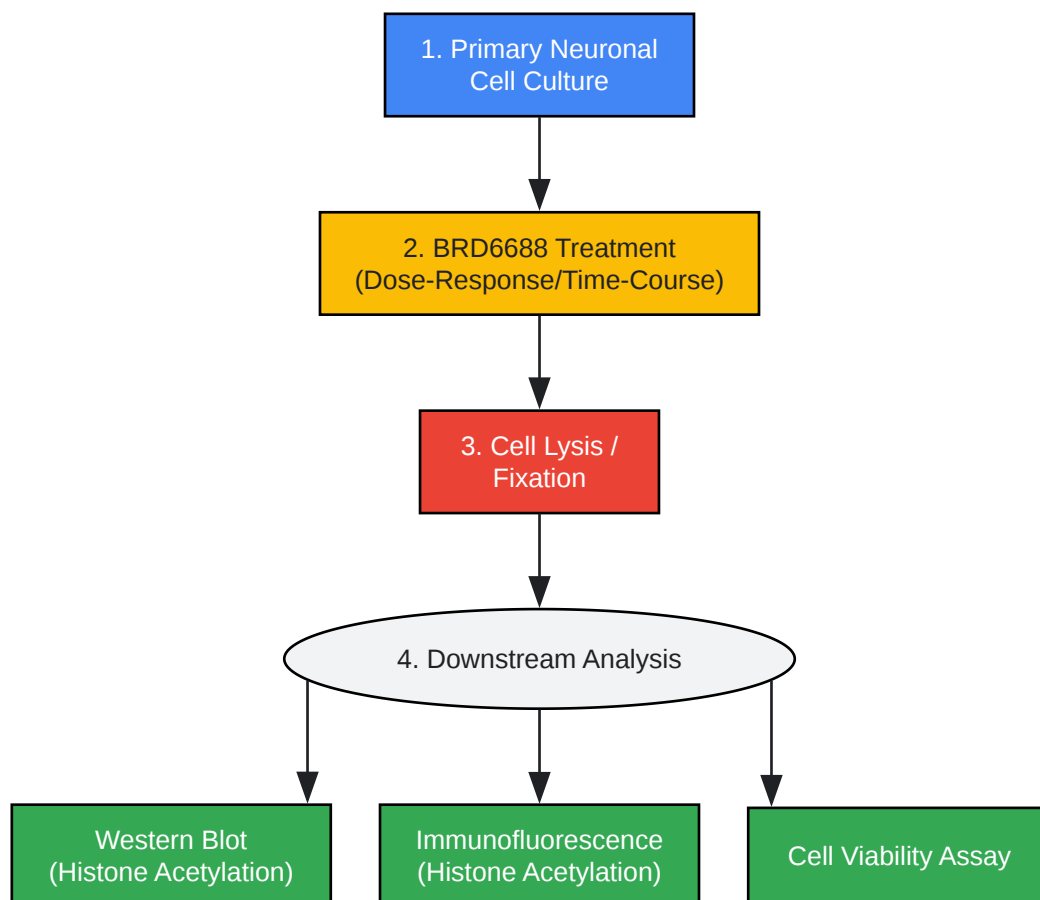 1. Primary Neuronal
Cell Culture
2. BRD6688 Treatment
(Dose-Response/Time-Course)
3. Cell Lysis /
Fixation
4. Downstream Analysis
Western Blot
(Histone Acetylation)
Immunofluorescence
(Histone Acetylation)
Cell Viability Assay